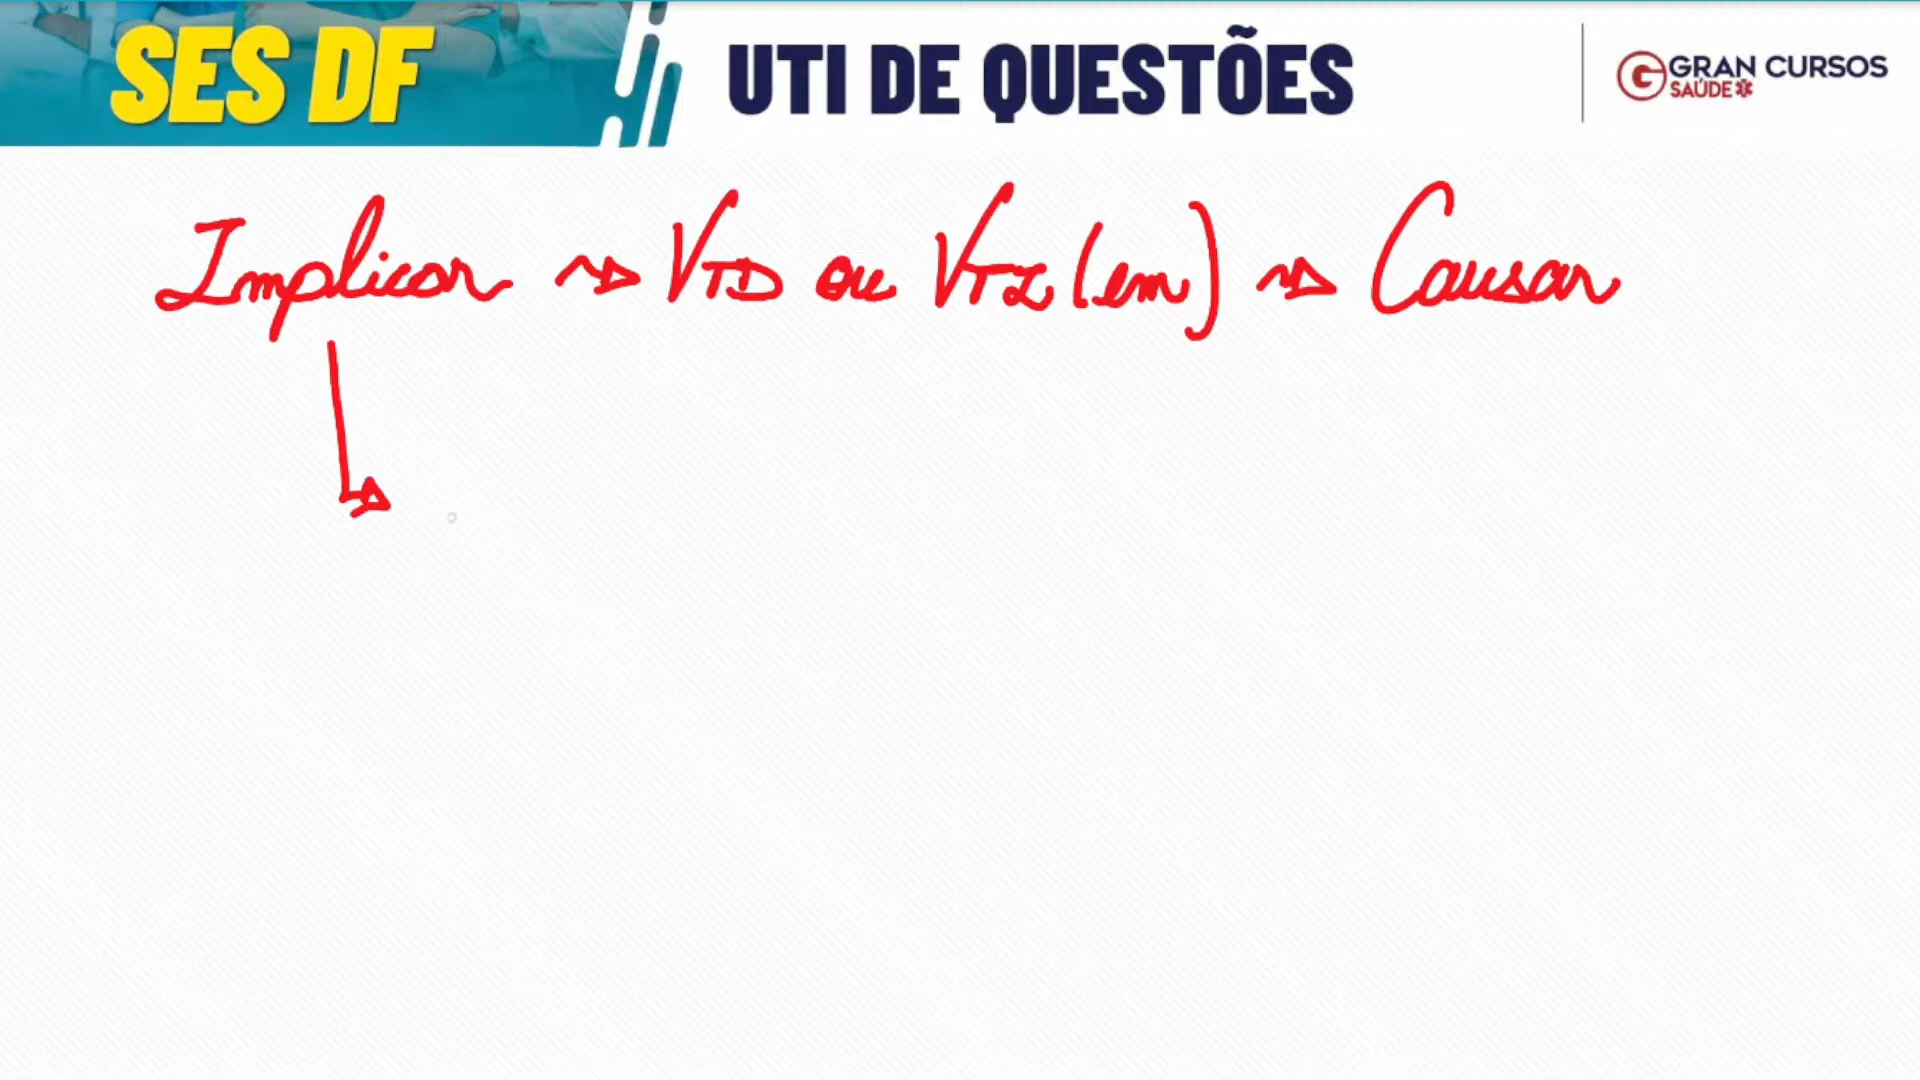 SES DF
UTI DE QUESTÕES
GRAN CURSOS
SAÚDE
Implicar → VTD ou VTI (em) → Causar